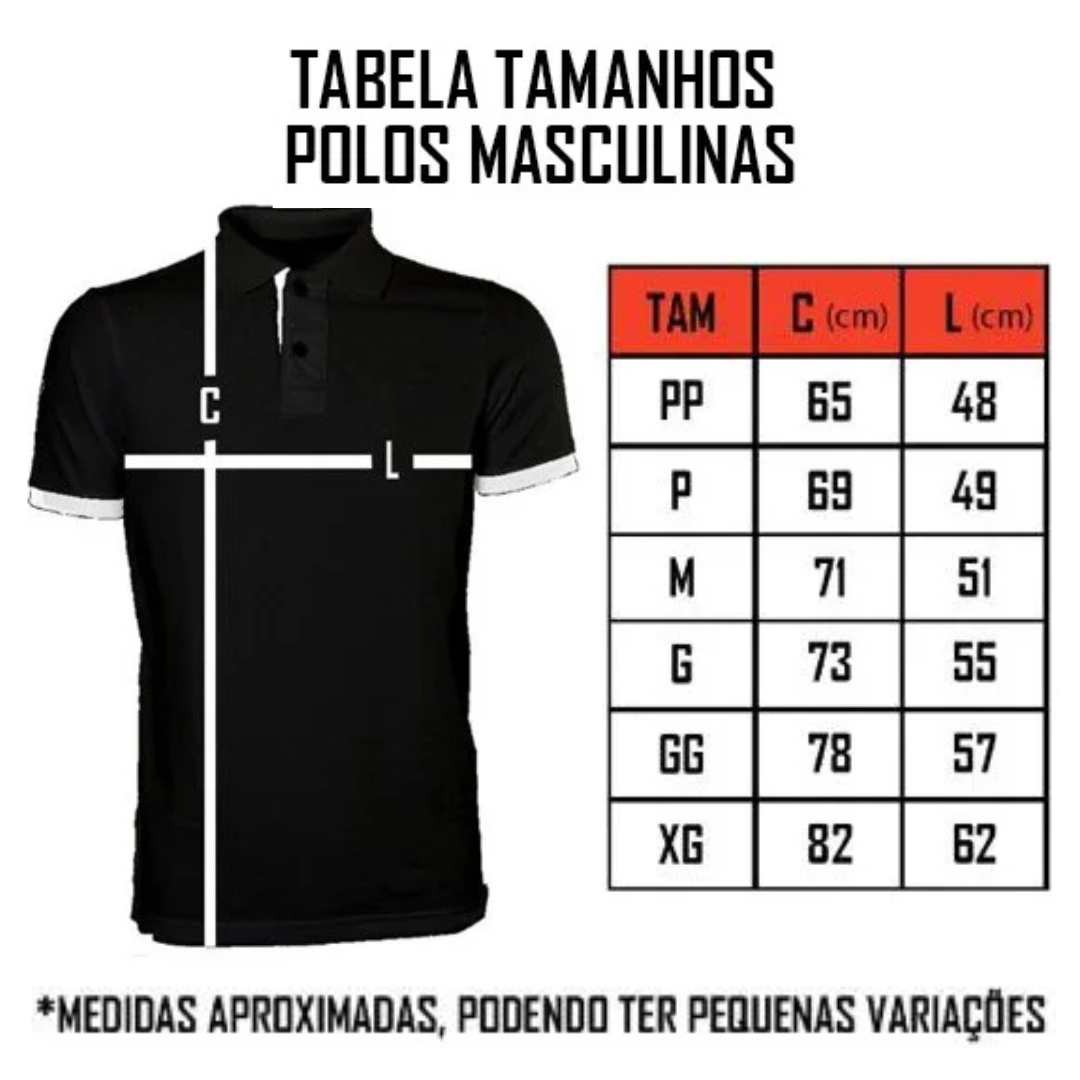 TABELA TAMANHOS
POLOS MASCULINAS
C
L
TAM C (cm) L (cm)
PP 65 48
P 69 49
M 71 51
G 73 55
GG 78 57
XG 82 62
*MEDIDAS APROXIMADAS, PODENDO TER PEQUENAS VARIAÇÕES